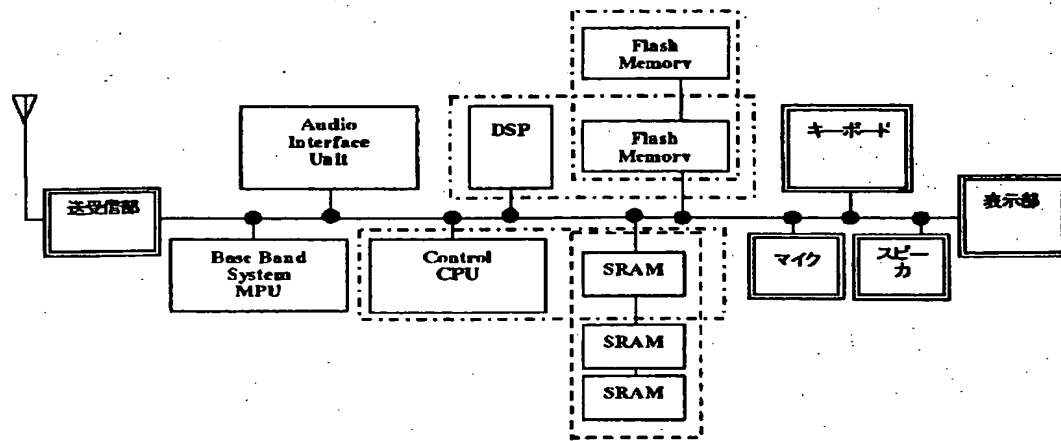 Flash
Memory
Audio
Interface
Unit
DSP
Flash
Memory
キーボード
送受信部
表示部
Base Band
System
MPU
Control
CPU
SRAM
マイク
スピー
カ
SRAM
SRAM